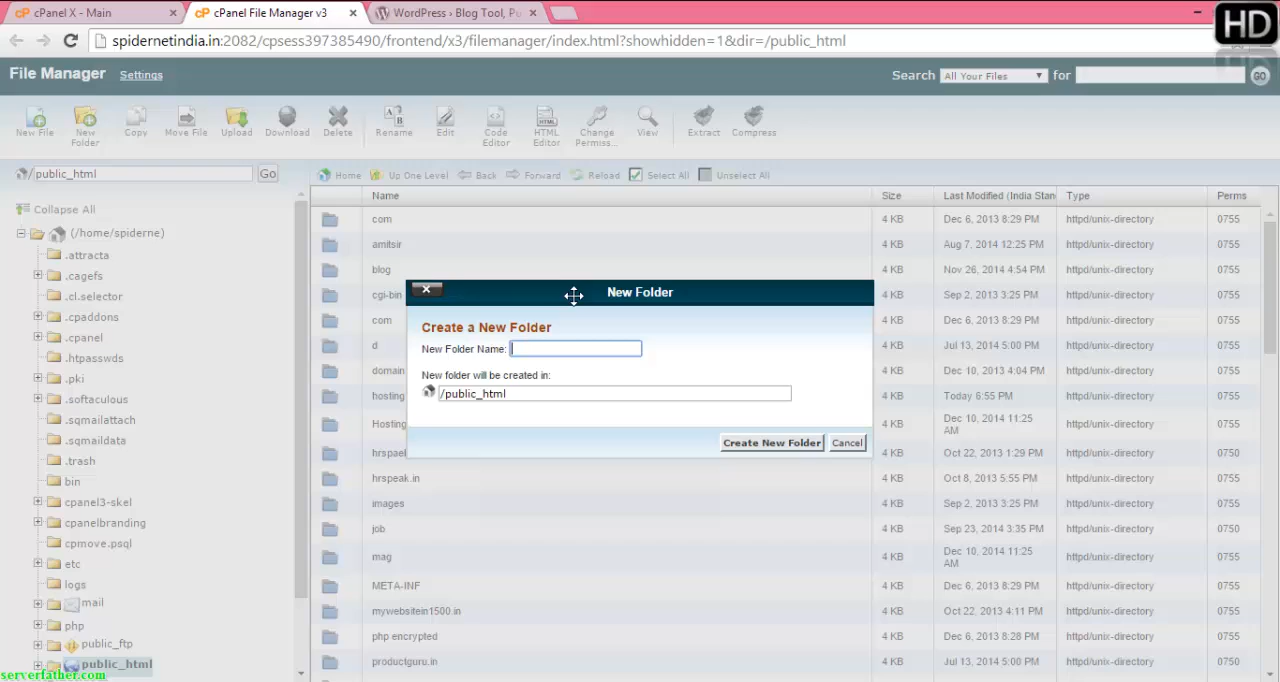 cP cPanel X - Main
cP cPanel File Manager v3
WordPress › Blog Tool, Pu
HD
spidernetindia.in:2082/cpsess397385490/frontend/x3/filemanager/index.html?showhidden=1&dir=/public_html
File Manager Settings
Search All Your Files for GO
New File
New Folder
Copy
Move File
Upload
Download
Delete
Rename
Edit
Code Editor
HTML Editor
Change Permiss...
View
Extract
Compress
/public_html Go
Home Up One Level Back Forward Reload Select All Unselect All
Collapse All
(/home/spiderne)
.attracta
.cagefs
.cl.selector
.cpaddons
.cpanel
.htpasswds
.pki
.softaculous
.sqmailattach
.sqmaildata
.trash
bin
cpanel3-skel
cpanelbranding
cpmove.psql
etc
logs
mail
php
public_ftp
public_html
serverfather.com
Name Size Last Modified (India Stan Type Perms
com 4 KB Dec 6, 2013 8:29 PM httpd/unix-directory 0755
amitsir 4 KB Aug 7, 2014 12:25 PM httpd/unix-directory 0755
blog 4 KB Nov 26, 2014 4:54 PM httpd/unix-directory 0755
cgi-bin 4 KB Sep 2, 2013 3:25 PM httpd/unix-directory 0755
com 4 KB Dec 6, 2013 8:29 PM httpd/unix-directory 0755
d 4 KB Jul 13, 2014 5:00 PM httpd/unix-directory 0755
domain 4 KB Dec 10, 2013 4:04 PM httpd/unix-directory 0755
hosting 4 KB Today 6:55 PM httpd/unix-directory 0755
Hosting 4 KB Dec 10, 2014 11:25 AM httpd/unix-directory 0755
hrspael 4 KB Oct 22, 2013 1:29 PM httpd/unix-directory 0755
hrspeak.in 4 KB Oct 8, 2013 5:55 PM httpd/unix-directory 0755
images 4 KB Sep 2, 2013 3:25 PM httpd/unix-directory 0755
job 4 KB Sep 23, 2014 3:35 PM httpd/unix-directory 0750
mag 4 KB Dec 10, 2014 11:25 AM httpd/unix-directory 0755
META-INF 4 KB Dec 6, 2013 8:29 PM httpd/unix-directory 0755
mywebsitein1500.in 4 KB Oct 22, 2013 4:11 PM httpd/unix-directory 0755
php encrypted 4 KB Dec 6, 2013 8:28 PM httpd/unix-directory 0755
productguru.in 4 KB Jul 13, 2014 5:00 PM httpd/unix-directory 0750
New Folder
Create a New Folder
New Folder Name:
New folder will be created in:
/public_html
Create New Folder Cancel